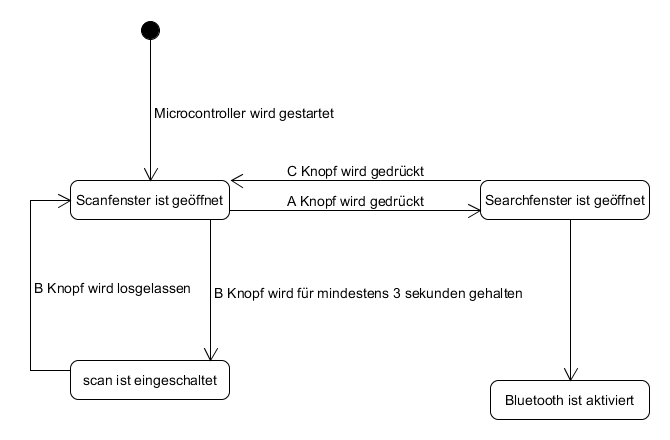 Microcontroller wird gestartet
C Knopf wird gedrückt
Scanfenster ist geöffnet
A Knopf wird gedrückt
Searchfenster ist geöffnet
B Knopf wird losgelassen
B Knopf wird für mindestens 3 sekunden gehalten
scan ist eingeschaltet
Bluetooth ist aktiviert